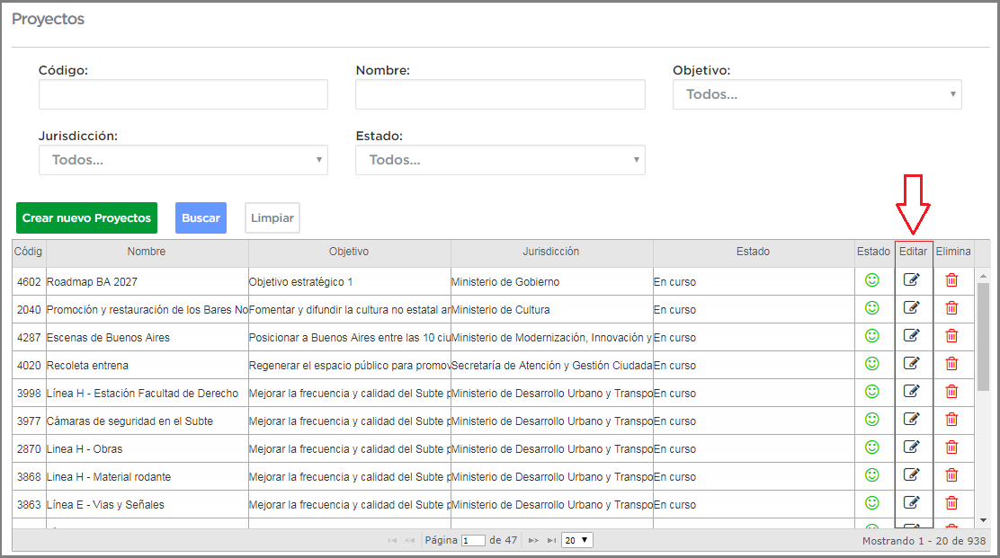 Proyectos
Código: Nombre: Objetivo:
Todos...
Jurisdicción: Estado:
Todos... Todos...
Crear nuevo Proyectos Buscar Limpiar
Códig Nombre Objetivo Jurisdicción Estado Estado Editar Elimina
4602 Roadmap BA 2027 Objetivo estratégico 1 Ministerio de Gobierno En curso
2040 Promoción y restauración de los Bares No Fomentar y difundir la cultura no estatal ar Ministerio de Cultura En curso
4287 Escenas de Buenos Aires Posicionar a Buenos Aires entre las 10 ciu Ministerio de Modernización, Innovación y En curso
4020 Recoleta entrena Regenerar el espacio público para promov Secretaría de Atención y Gestión Ciudada En curso
3998 Línea H - Estación Facultad de Derecho Mejorar la frecuencia y calidad del Subte p Ministerio de Desarrollo Urbano y Transpo En curso
3977 Cámaras de seguridad en el Subte Mejorar la frecuencia y calidad del Subte p Ministerio de Desarrollo Urbano y Transpo En curso
2870 Linea H - Obras Mejorar la frecuencia y calidad del Subte p Ministerio de Desarrollo Urbano y Transpo En curso
3868 Linea H - Material rodante Mejorar la frecuencia y calidad del Subte p Ministerio de Desarrollo Urbano y Transpo En curso
3863 Línea E - Vias y Señales Mejorar la frecuencia y calidad del Subte p Ministerio de Desarrollo Urbano y Transpo En curso
Página 1 de 47 20 Mostrando 1 - 20 de 938